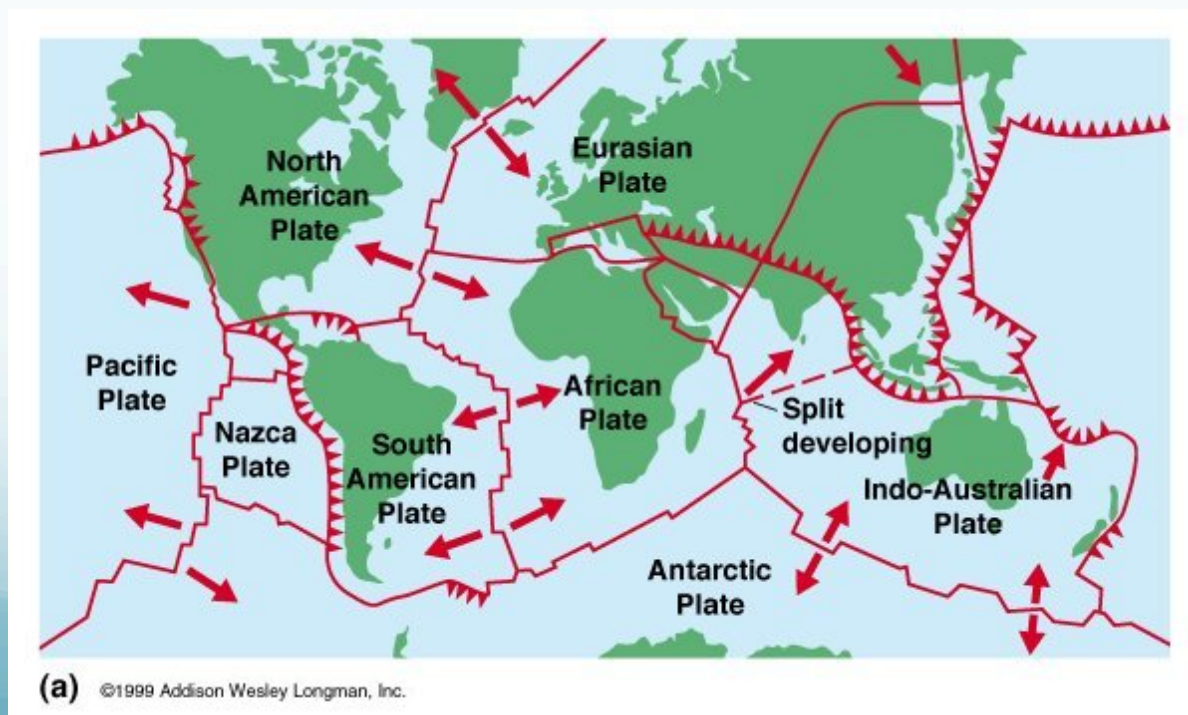 North
American
Plate
Eurasian
Plate
Pacific
Plate
Nazca
Plate
South
American
Plate
African
Plate
Split
developing
Indo-Australian
Plate
Antarctic
Plate
(a) ©1999 Addison Wesley Longman, Inc.